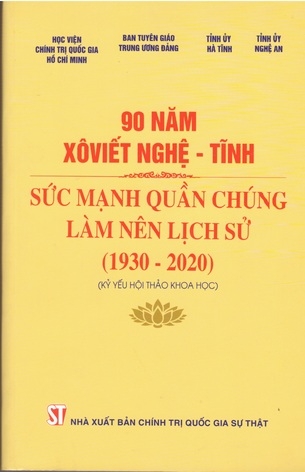 HỌC VIỆN
CHÍNH TRỊ QUỐC GIA
HỒ CHÍ MINH
BAN TUYÊN GIÁO
TRUNG ƯƠNG ĐẢNG
TỈNH ỦY
HÀ TĨNH
TỈNH ỦY
NGHỆ AN
90 NĂM
XÔVIẾT NGHỆ - TĨNH
SỨC MẠNH QUẦN CHÚNG
LÀM NÊN LỊCH SỬ
(1930 - 2020)
(KỶ YẾU HỘI THẢO KHOA HỌC)
ST NHÀ XUẤT BẢN CHÍNH TRỊ QUỐC GIA SỰ THẬT